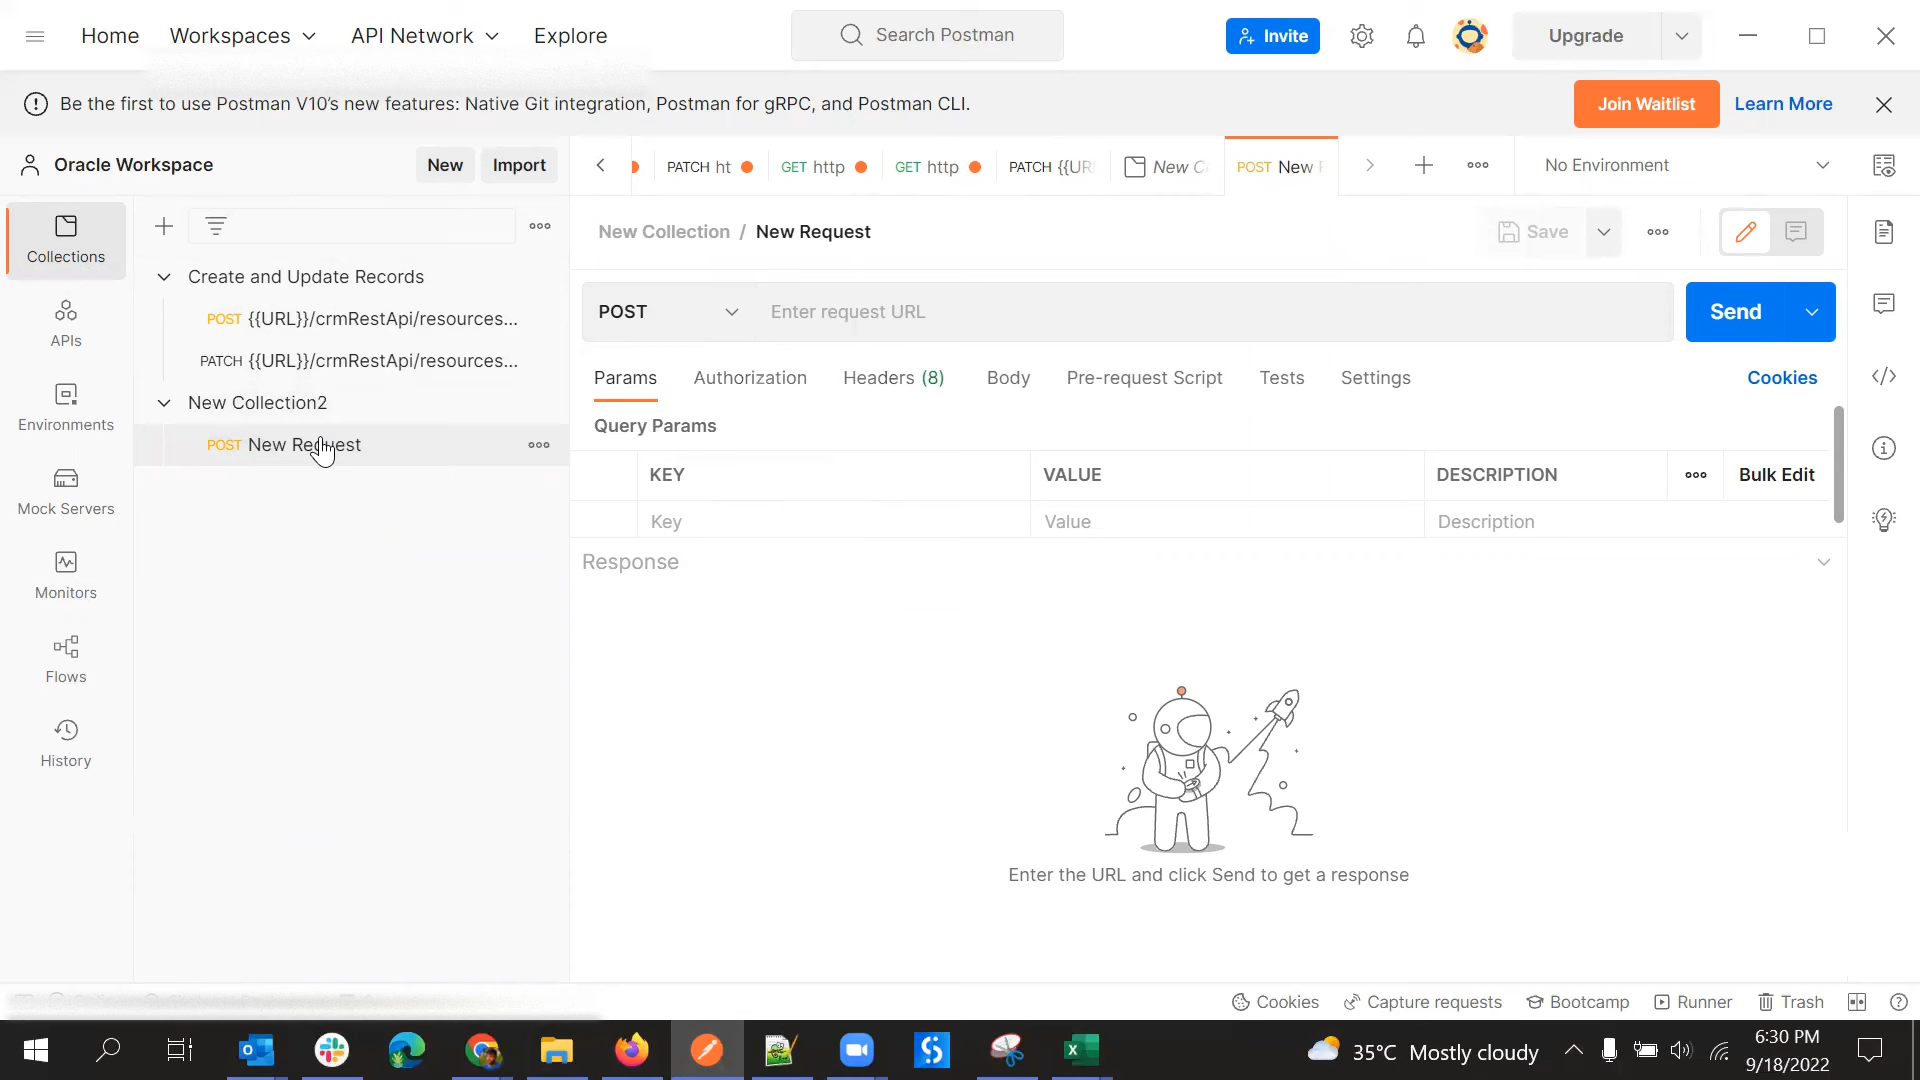 Home Workspaces API Network Explore Search Postman Invite Upgrade
Be the first to use Postman V10's new features: Native Git integration, Postman for gRPC, and Postman CLI. Join Waitlist Learn More
Oracle Workspace New Import
PATCH ht GET http GET http PATCH {{UR New C POST New No Environment
Collections
APIs
Environments
Mock Servers
Monitors
Flows
History
Create and Update Records
POST {{URL}}/crmRestApi/resources...
PATCH {{URL}}/crmRestApi/resources...
New Collection2
POST New Request
New Collection / New Request Save
POST Enter request URL Send
Params Authorization Headers (8) Body Pre-request Script Tests Settings Cookies
Query Params
KEY VALUE DESCRIPTION Bulk Edit
Key Value Description
Response
Enter the URL and click Send to get a response
Cookies Capture requests Bootcamp Runner Trash
35°C Mostly cloudy
6:30 PM
9/18/2022